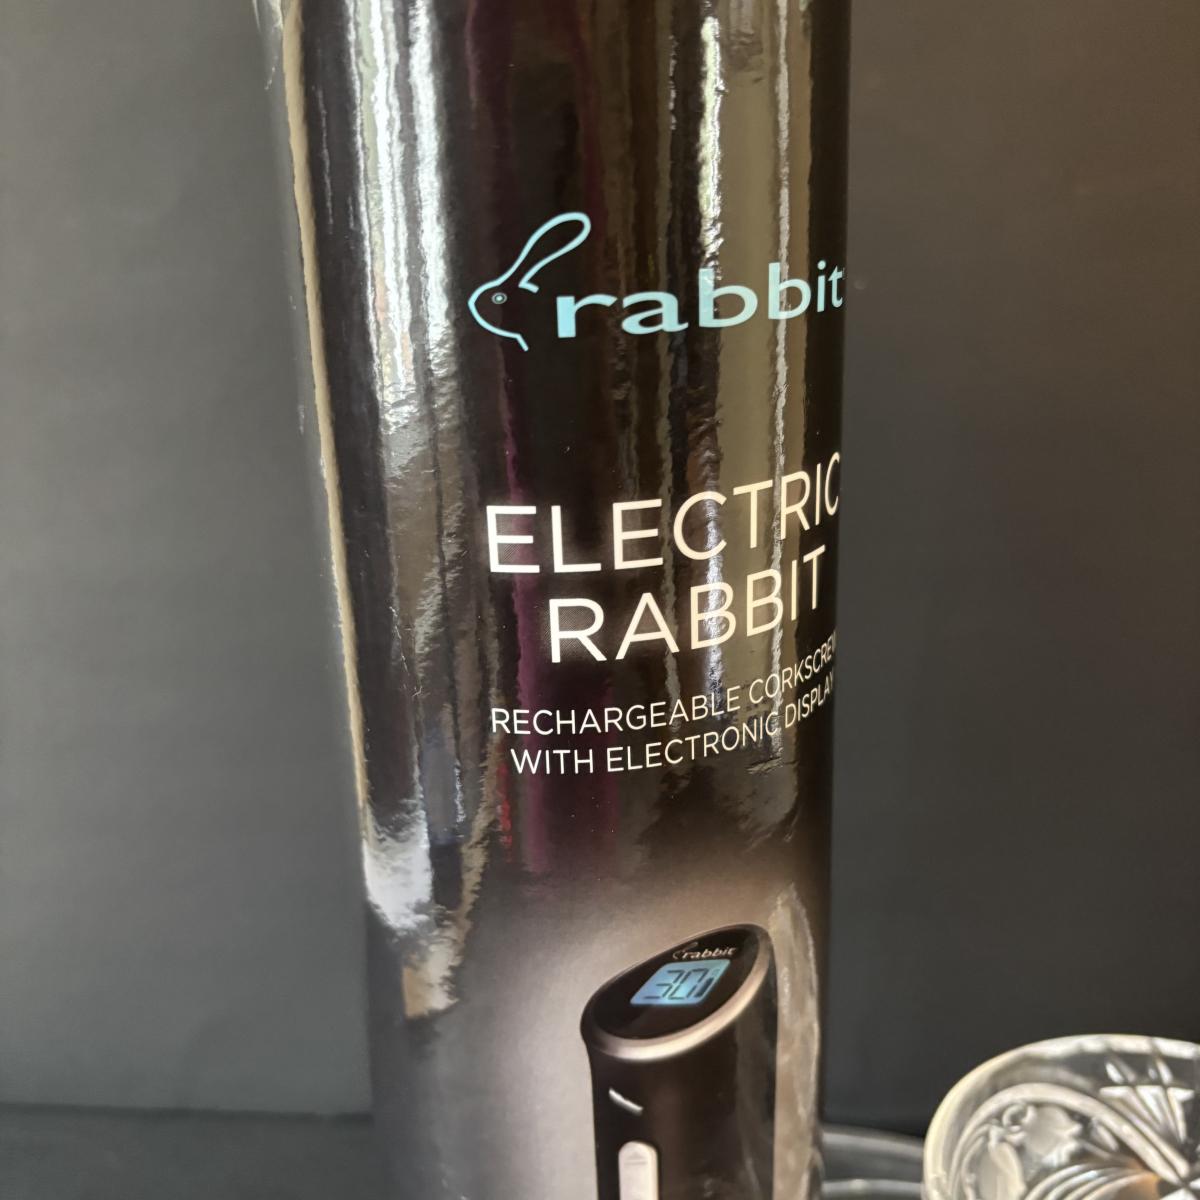 rabbit
ELECTRIC
RABBIT
RECHARGEABLE CORKSCREW
WITH ELECTRONIC DISPLAY
rabbit
30